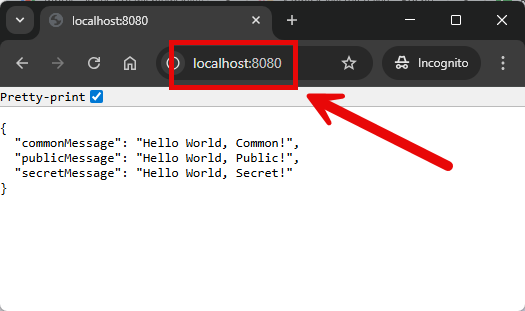 localhost:8080
localhost:8080
Incognito
Pretty-print
{
"commonMessage": "Hello World, Common!",
"publicMessage": "Hello World, Public!",
"secretMessage": "Hello World, Secret!"
}